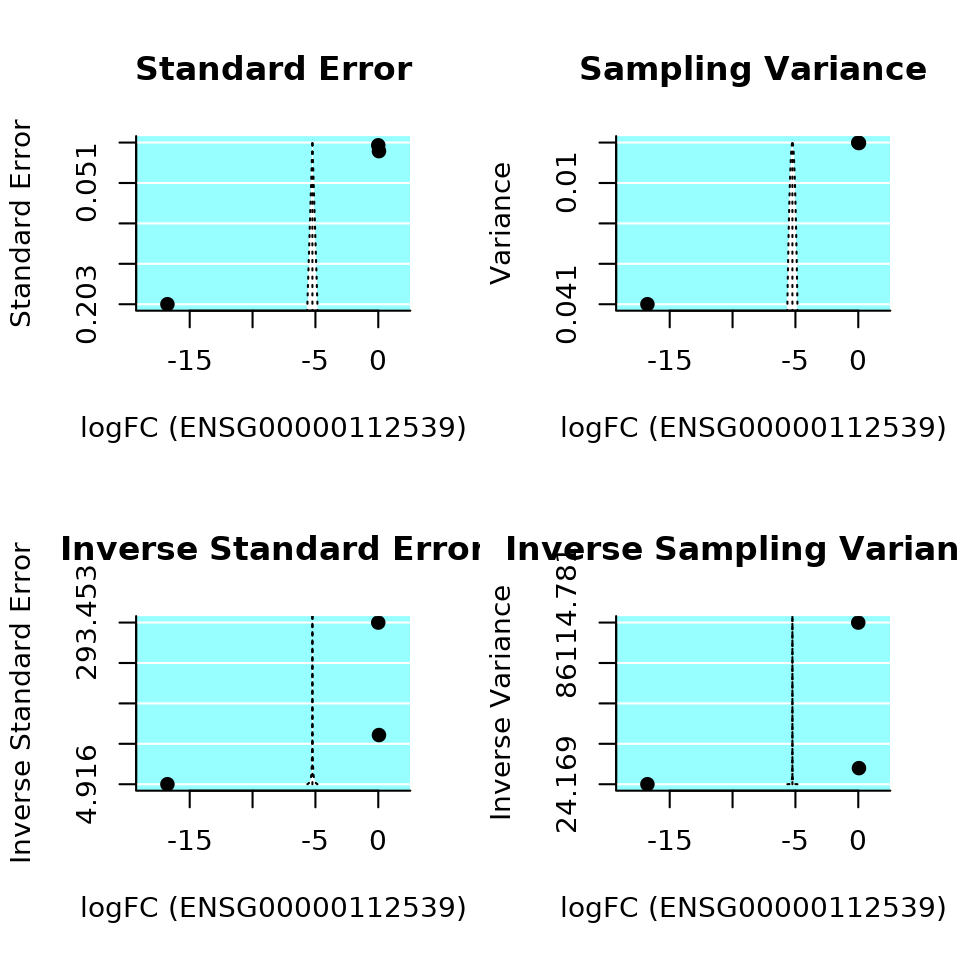 Standard Error
Standard Error
0.051
0.203
-15
-5
0
logFC (ENSG00000112539)
Sampling Variance
Variance
0.01
0.041
-15
-5
0
logFC (ENSG00000112539)
Inverse Standard Error
Inverse Standard Error
293.453
4.916
-15
-5
0
logFC (ENSG00000112539)
Inverse Sampling Varian
Inverse Variance
86114.781
24.169
-15
-5
0
logFC (ENSG00000112539)